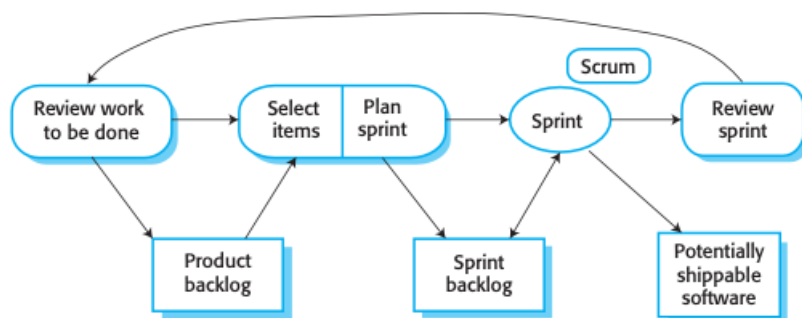 Scrum
Review work
to be done
Select
items
Plan
sprint
Sprint
Review
sprint
Product
backlog
Sprint
backlog
Potentially
shippable
software